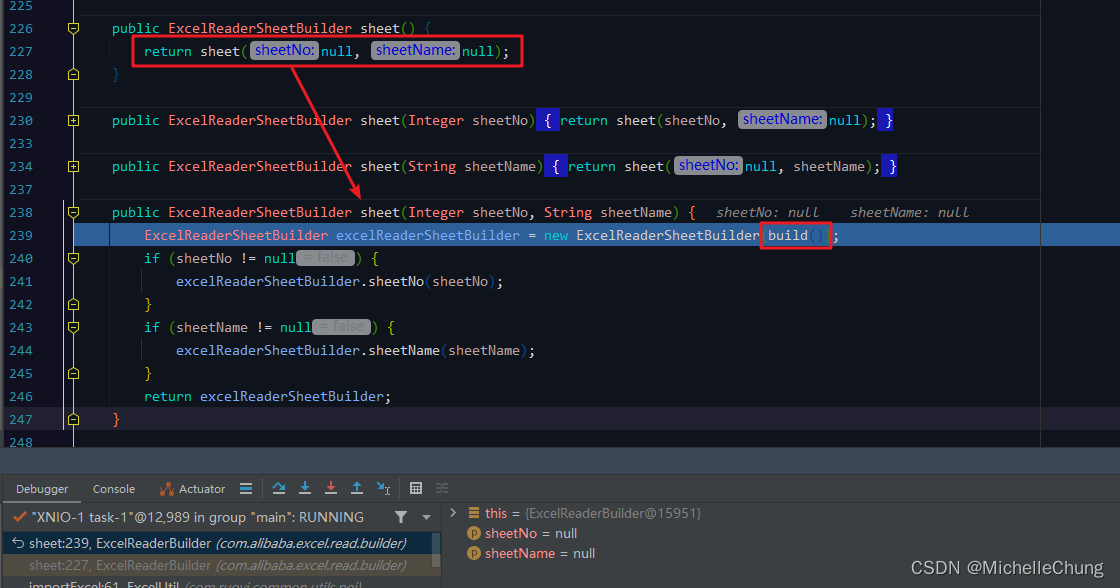 225
226 public ExcelReaderSheetBuilder sheet() {
227 return sheet( sheetNo: null, sheetName: null);
228 }
229
230 public ExcelReaderSheetBuilder sheet(Integer sheetNo) { return sheet(sheetNo, sheetName: null); }
233
234 public ExcelReaderSheetBuilder sheet(String sheetName) { return sheet( sheetNo: null, sheetName); }
237
238 public ExcelReaderSheetBuilder sheet(Integer sheetNo, String sheetName) { sheetNo: null sheetName: null
239 ExcelReaderSheetBuilder excelReaderSheetBuilder = new ExcelReaderSheetBuilder(build());
240 if (sheetNo != null = false ) {
241 excelReaderSheetBuilder.sheetNo(sheetNo);
242 }
243 if (sheetName != null = false ) {
244 excelReaderSheetBuilder.sheetName(sheetName);
245 }
246 return excelReaderSheetBuilder;
247 }
248
Debugger Console Actuator
"XNIO-1 task-1"@12,989 in group "main": RUNNING
sheet:239, ExcelReaderBuilder (com.alibaba.excel.read.builder)
sheet:227, ExcelReaderBuilder (com.alibaba.excel.read.builder)
importExcel:61, ExcelUtil (com.ruoyi.common.utils.poi)
this = {ExcelReaderBuilder@15951}
sheetNo = null
sheetName = null
CSDN @MichelleChung